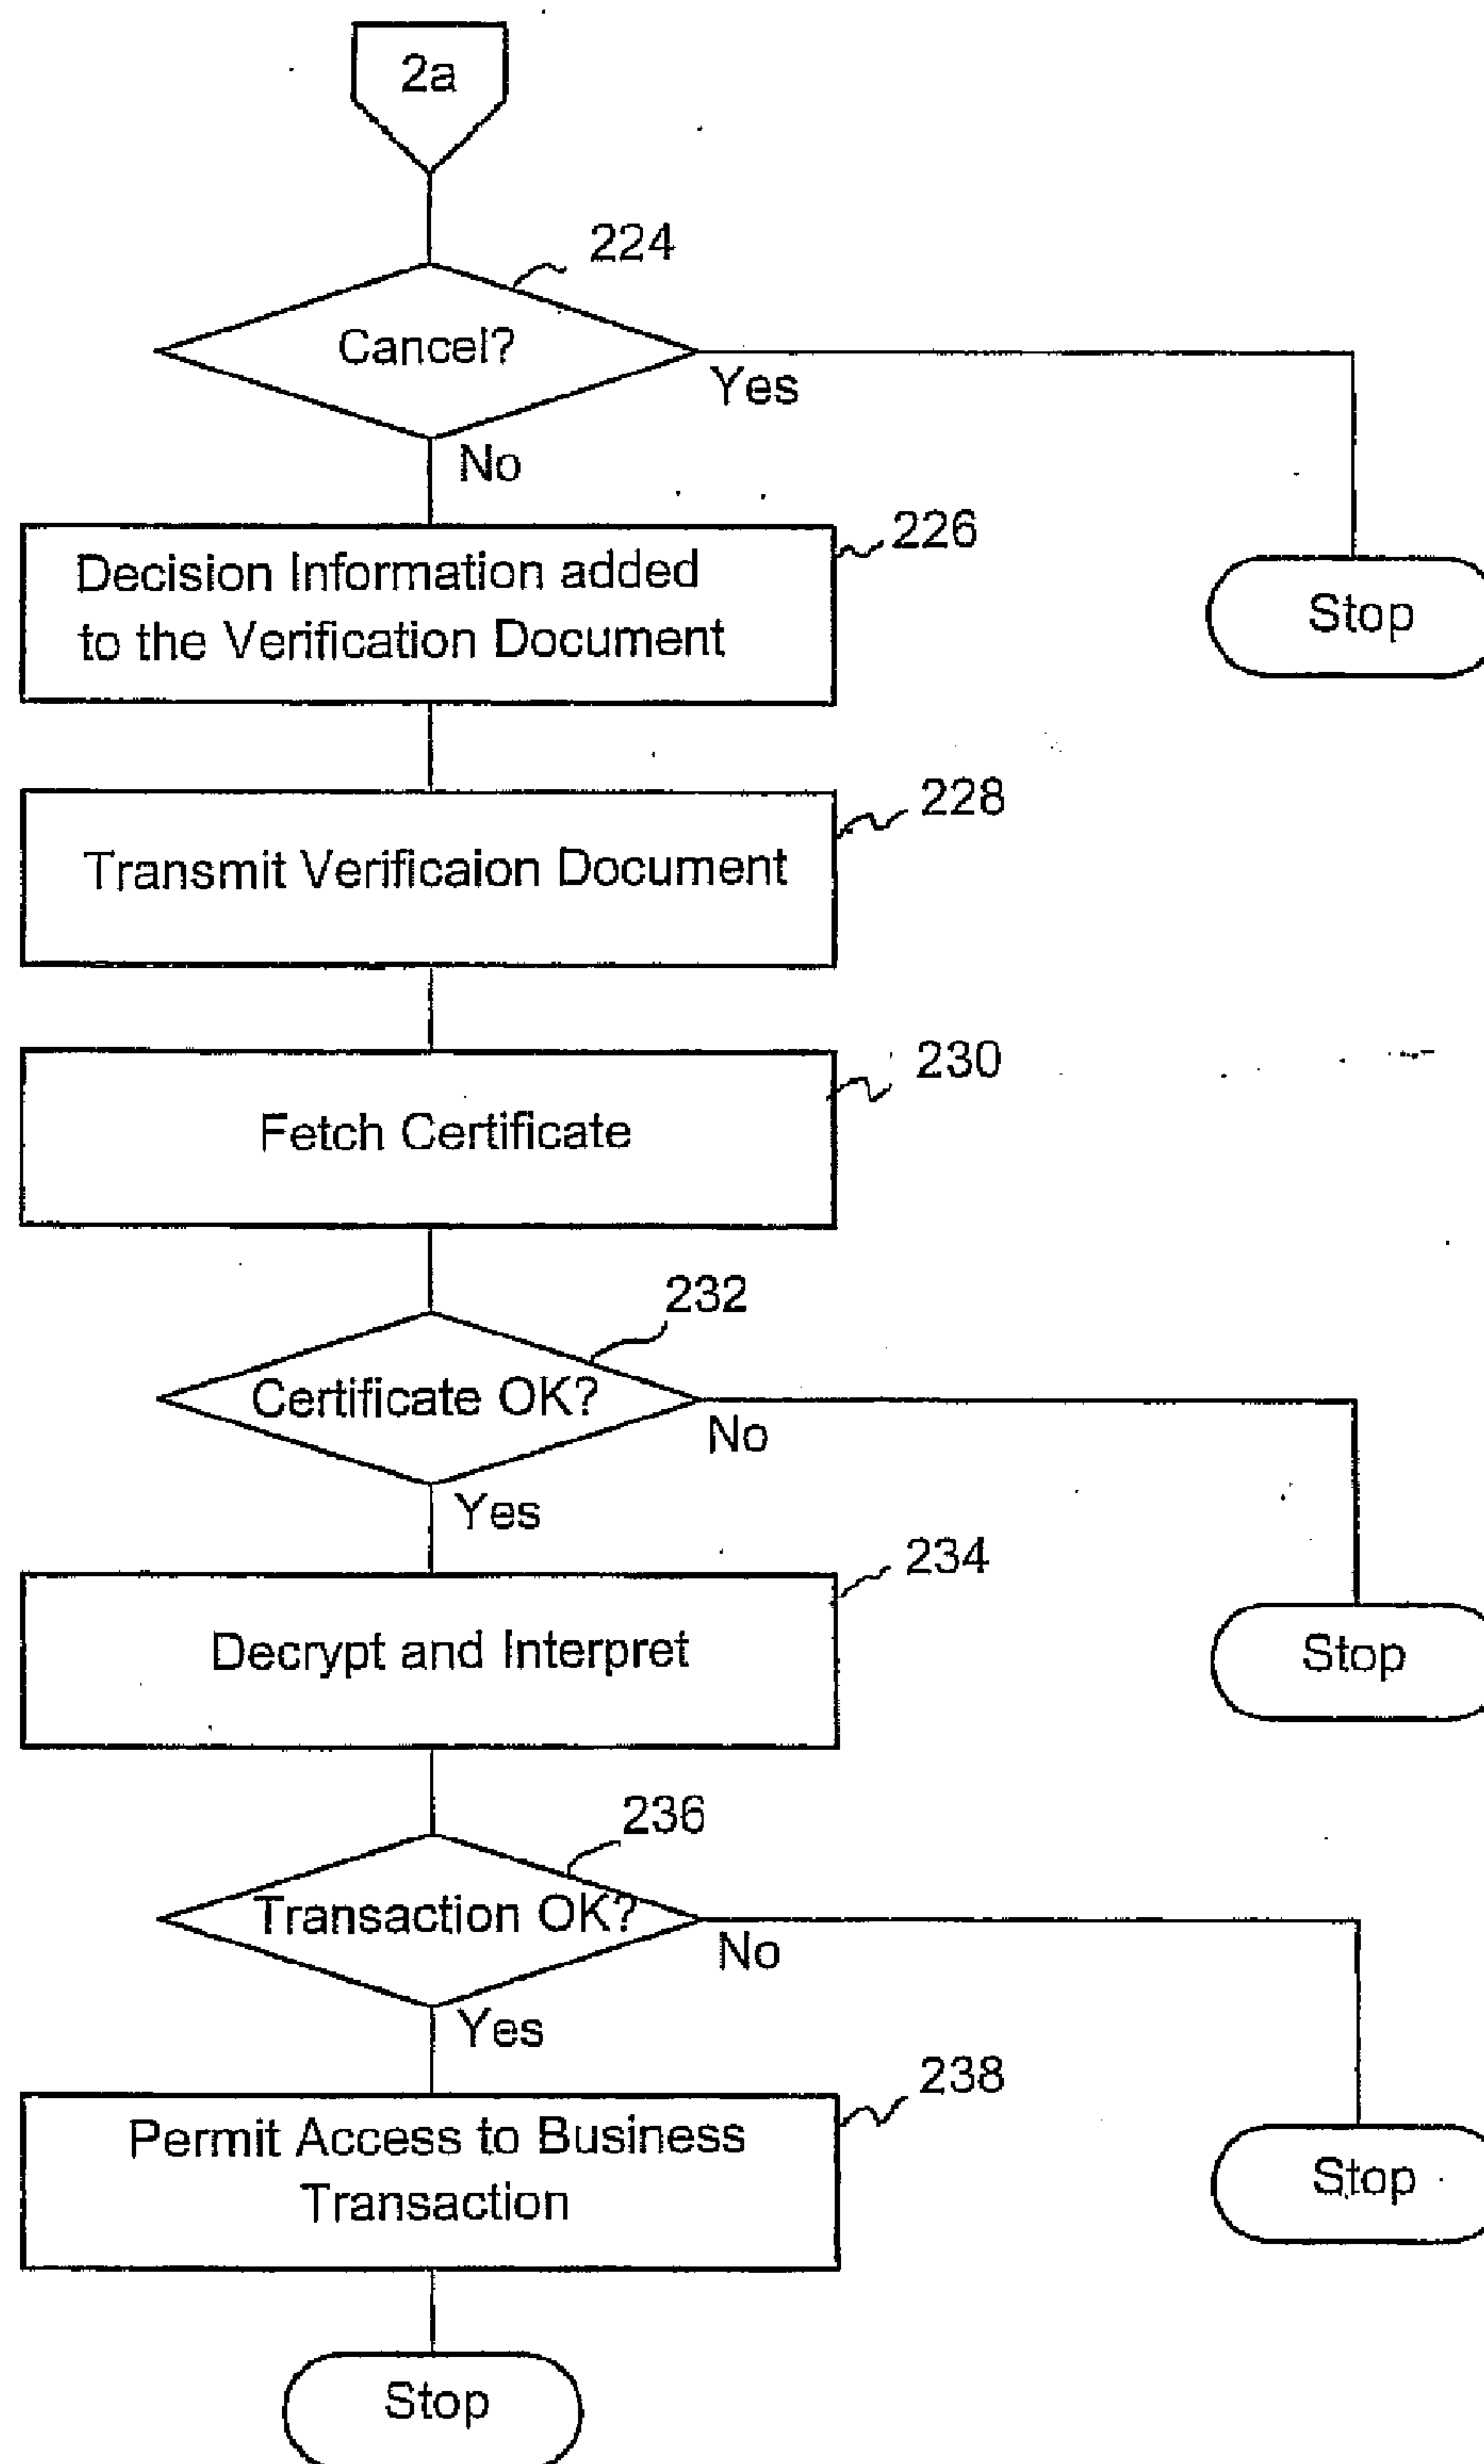 2a
224
Cancel?
Yes
No
226
Decision Information added
to the Verification Document
Stop
228
Transmit Verificaion Document
230
Fetch Certificate
232
Certificate OK?
No
Yes
234
Decrypt and Interpret
Stop
236
Transaction OK?
No
Yes
238
Permit Access to Business
Transaction
Stop
Stop